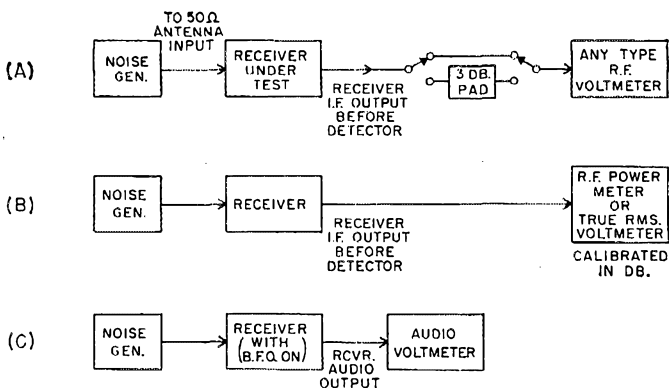 TO 50Ω
ANTENNA
INPUT
(A)
NOISE
GEN.
RECEIVER
UNDER
TEST
RECEIVER
I.F. OUTPUT
BEFORE
DETECTOR
3 DB.
PAD
ANY TYPE
R.F.
VOLTMETER
(B)
NOISE
GEN.
RECEIVER
RECEIVER
I.F. OUTPUT
BEFORE
DETECTOR
R.F. POWER
METER
OR
TRUE RMS.
VOLTMETER
CALIBRATED
IN DB.
(C)
NOISE
GEN.
RECEIVER
(WITH
B.F.O. ON)
RCVR.
AUDIO
OUTPUT
AUDIO
VOLTMETER